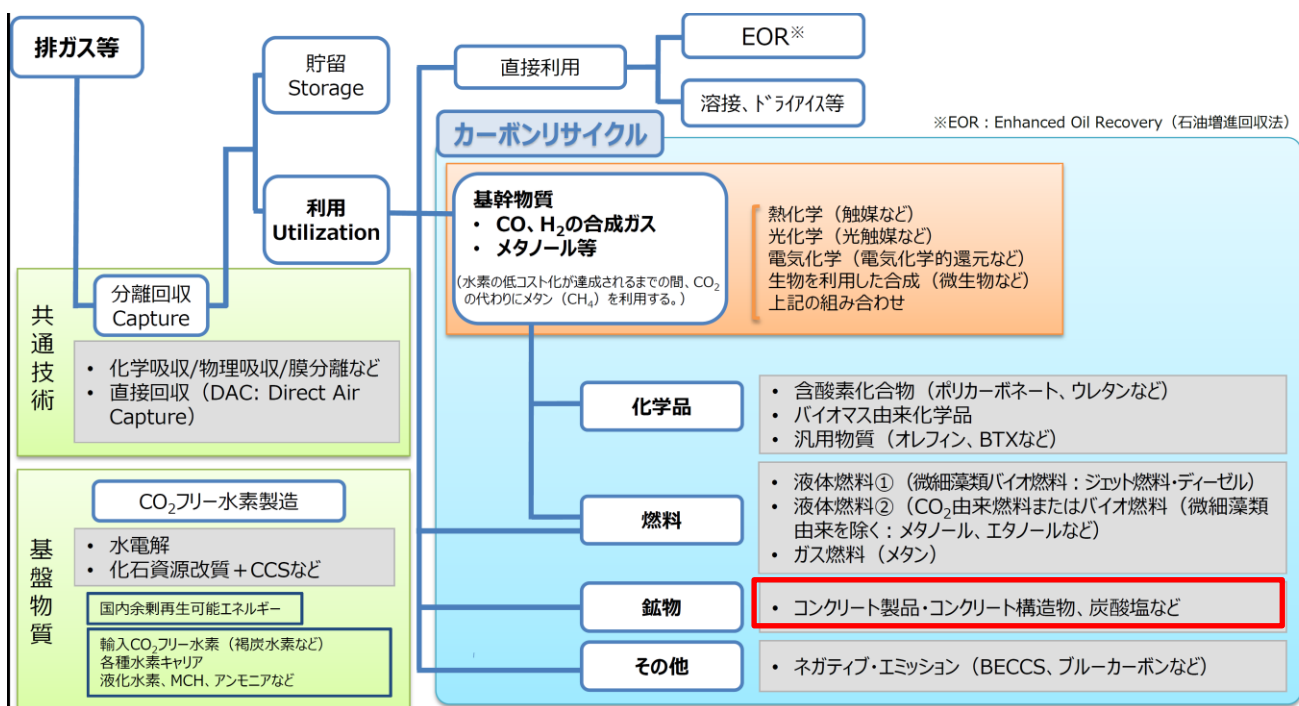 排ガス等
貯留
Storage
利用
Utilization
直接利用
EOR※
溶接、ドライアイス等
※EOR：Enhanced Oil Recovery（石油増進回収法）
カーボンリサイクル
基幹物質
・ CO、H₂の合成ガス
・ メタノール等
（水素の低コスト化が達成されるまでの間、CO₂
の代わりにメタン（CH₄）を利用する。）
熱化学（触媒など）
光化学（光触媒など）
電気化学（電気化学的還元など）
生物を利用した合成（微生物など）
上記の組み合わせ
共通技術
分離回収
Capture
• 化学吸収/物理吸収/膜分離など
• 直接回収（DAC: Direct Air
Capture）
基盤物質
CO₂フリー水素製造
• 水電解
• 化石資源改質＋CCSなど
国内余剰再生可能エネルギー
輸入CO₂フリー水素（褐炭水素など）
各種水素キャリア
液化水素、MCH、アンモニアなど
化学品
• 含酸素化合物（ポリカーボネート、ウレタンなど）
• バイオマス由来化学品
• 汎用物質（オレフィン、BTXなど）
燃料
• 液体燃料①（微細藻類バイオ燃料：ジェット燃料・ディーゼル）
• 液体燃料②（CO₂由来燃料またはバイオ燃料（微細藻類
由来を除く：メタノール、エタノールなど）
• ガス燃料（メタン）
鉱物
• コンクリート製品・コンクリート構造物、炭酸塩など
その他
• ネガティブ・エミッション（BECCS、ブルーカーボンなど）